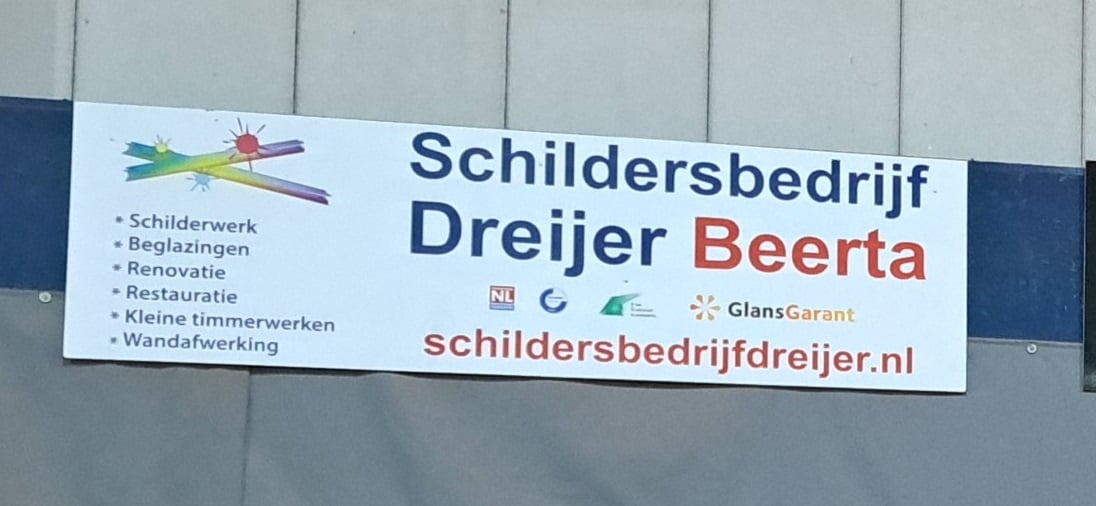 Schildersbedrijf
Dreijer Beerta
* Schilderwerk
* Beglazingen
* Renovatie
* Restauratie
* Kleine timmerwerken
* Wandafwerking
NL
GlansGarant
schildersbedrijfdreijer.nl